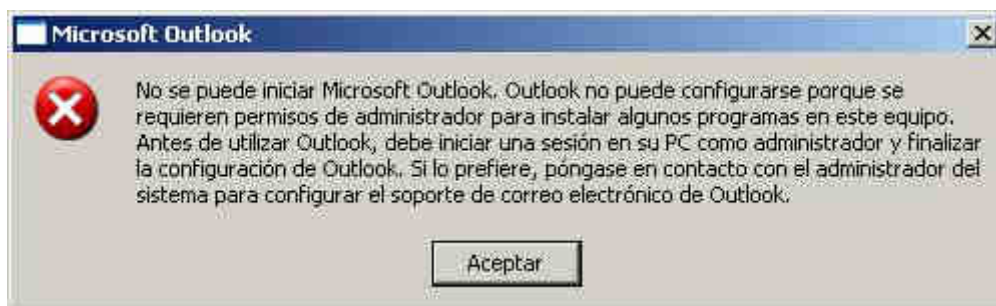 Microsoft Outlook
No se puede iniciar Microsoft Outlook. Outlook no puede configurarse porque se
requieren permisos de administrador para instalar algunos programas en este equipo.
Antes de utilizar Outlook, debe iniciar una sesión en su PC como administrador y finalizar
la configuración de Outlook. Si lo prefiere, póngase en contacto con el administrador del
sistema para configurar el soporte de correo electrónico de Outlook.
Aceptar